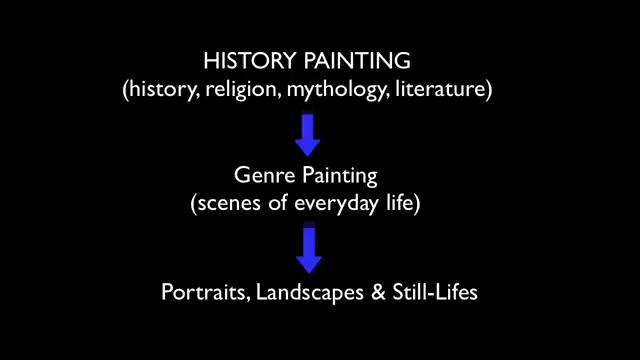 HISTORY PAINTING
(history, religion, mythology, literature)
Genre Painting
(scenes of everyday life)
Portraits, Landscapes & Still-Lifes